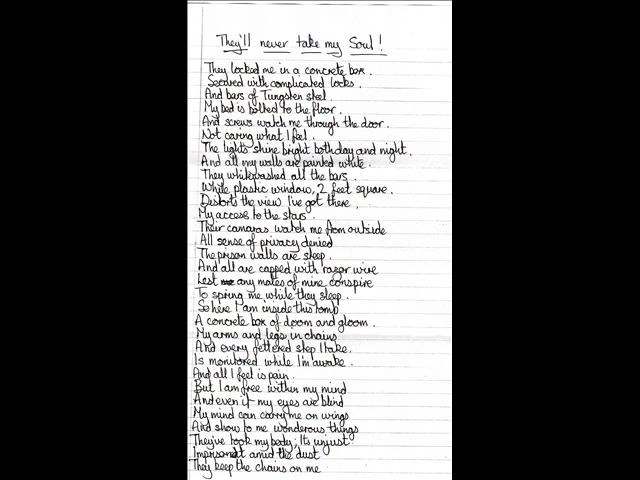 They'll never take my Soul!
They locked me in a concrete box.
Secured with complicated locks.
And bars of Tungsten steel.
My bed is bolted to the floor.
And screws watch me through the door.
Not caring what I feel.
The lights shine bright both day and night.
And all my walls are painted white.
They whitewashed all the bars.
White plastic window, 2 feet square.
Distorts the view I've got there.
My access to the stars.
Their camaras watch me from outside
All sense of privacy denied
The prison walls are steep.
And all are capped with razor wire
Lest any mates of mine conspire
To spring me while they sleep.
So here I am inside this tomb
A concrete box of doom and gloom.
My arms and legs in chains
And every fettered step I take.
Is monitored while I'm awake.
And all I feel is pain.
But I am free within my mind
And even if my eyes are blind
My mind can carry me on wings
And show to me wonderous things
They've took my body, Its unjust.
amid the dust
They keep the chains on me